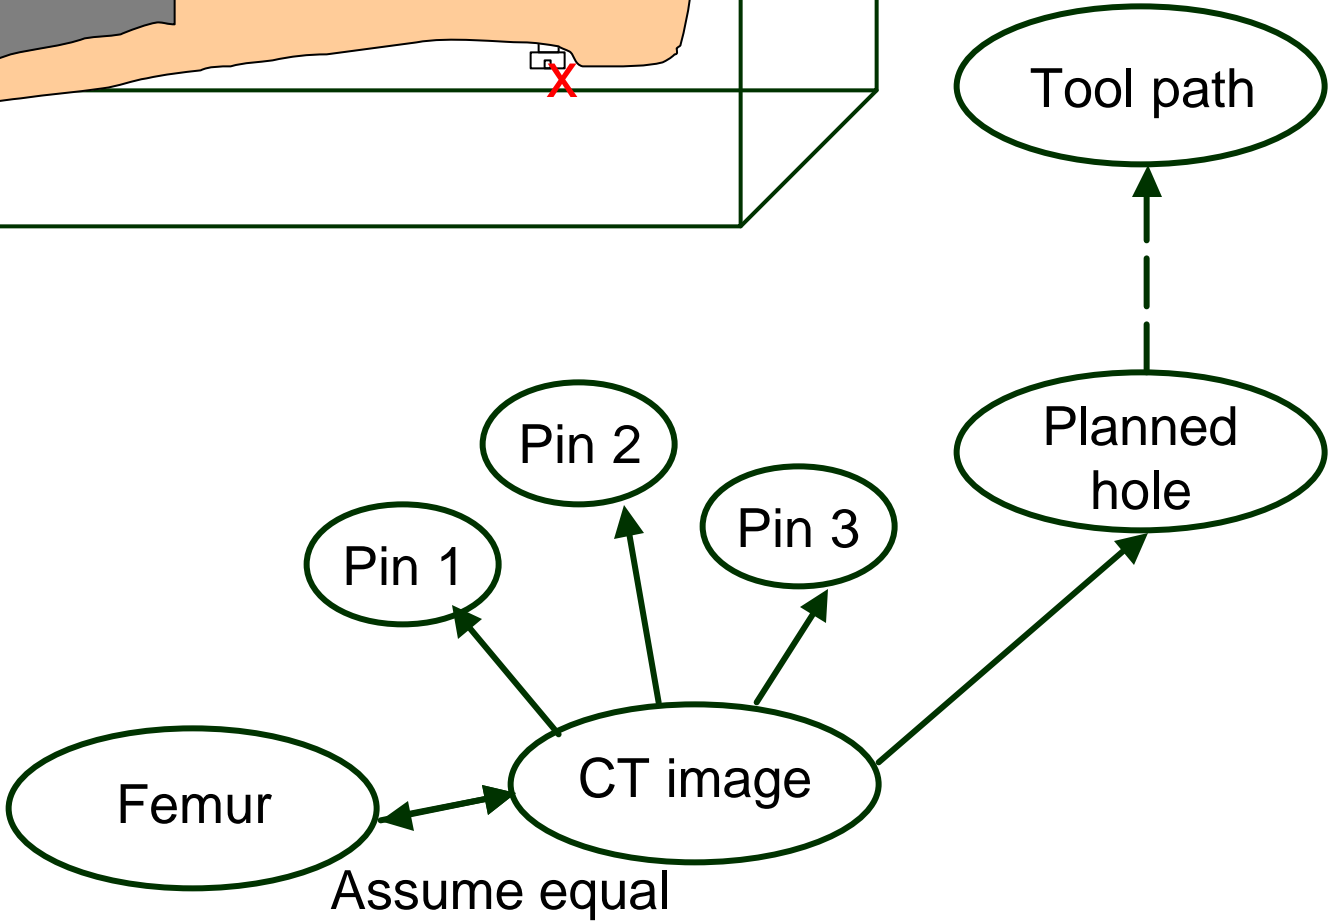 X
Tool path
Planned
hole
Pin 2
Pin 3
Pin 1
CT image
Femur
Assume equal